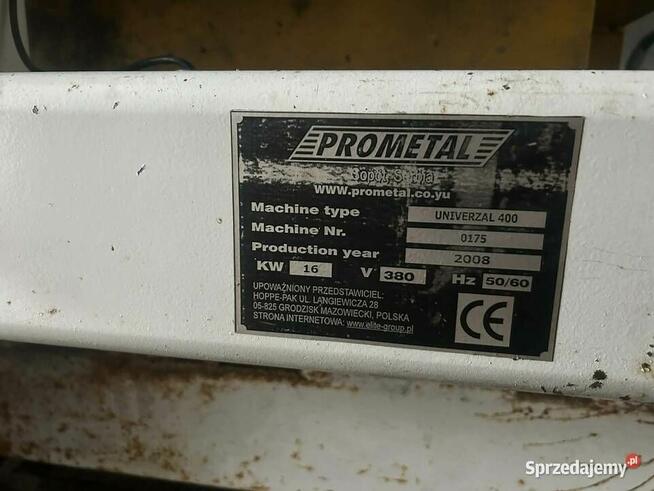 PROMETAL
Sopot, Srbija
www.prometal.co.yu
Machine type UNIVERZAL 400
Machine Nr. 0175
Production year 2008
KW 16 V 380 Hz 50/60
UPOWAŻNIONY PRZEDSTAWICIEL:
HOPPE-PAK UL. LANGIEWICZA 28
05-825 GRODZISK MAZOWIECKI, POLSKA
STRONA INTERNETOWA: www.elite-group.pl
CE
Sprzedajemy.pl